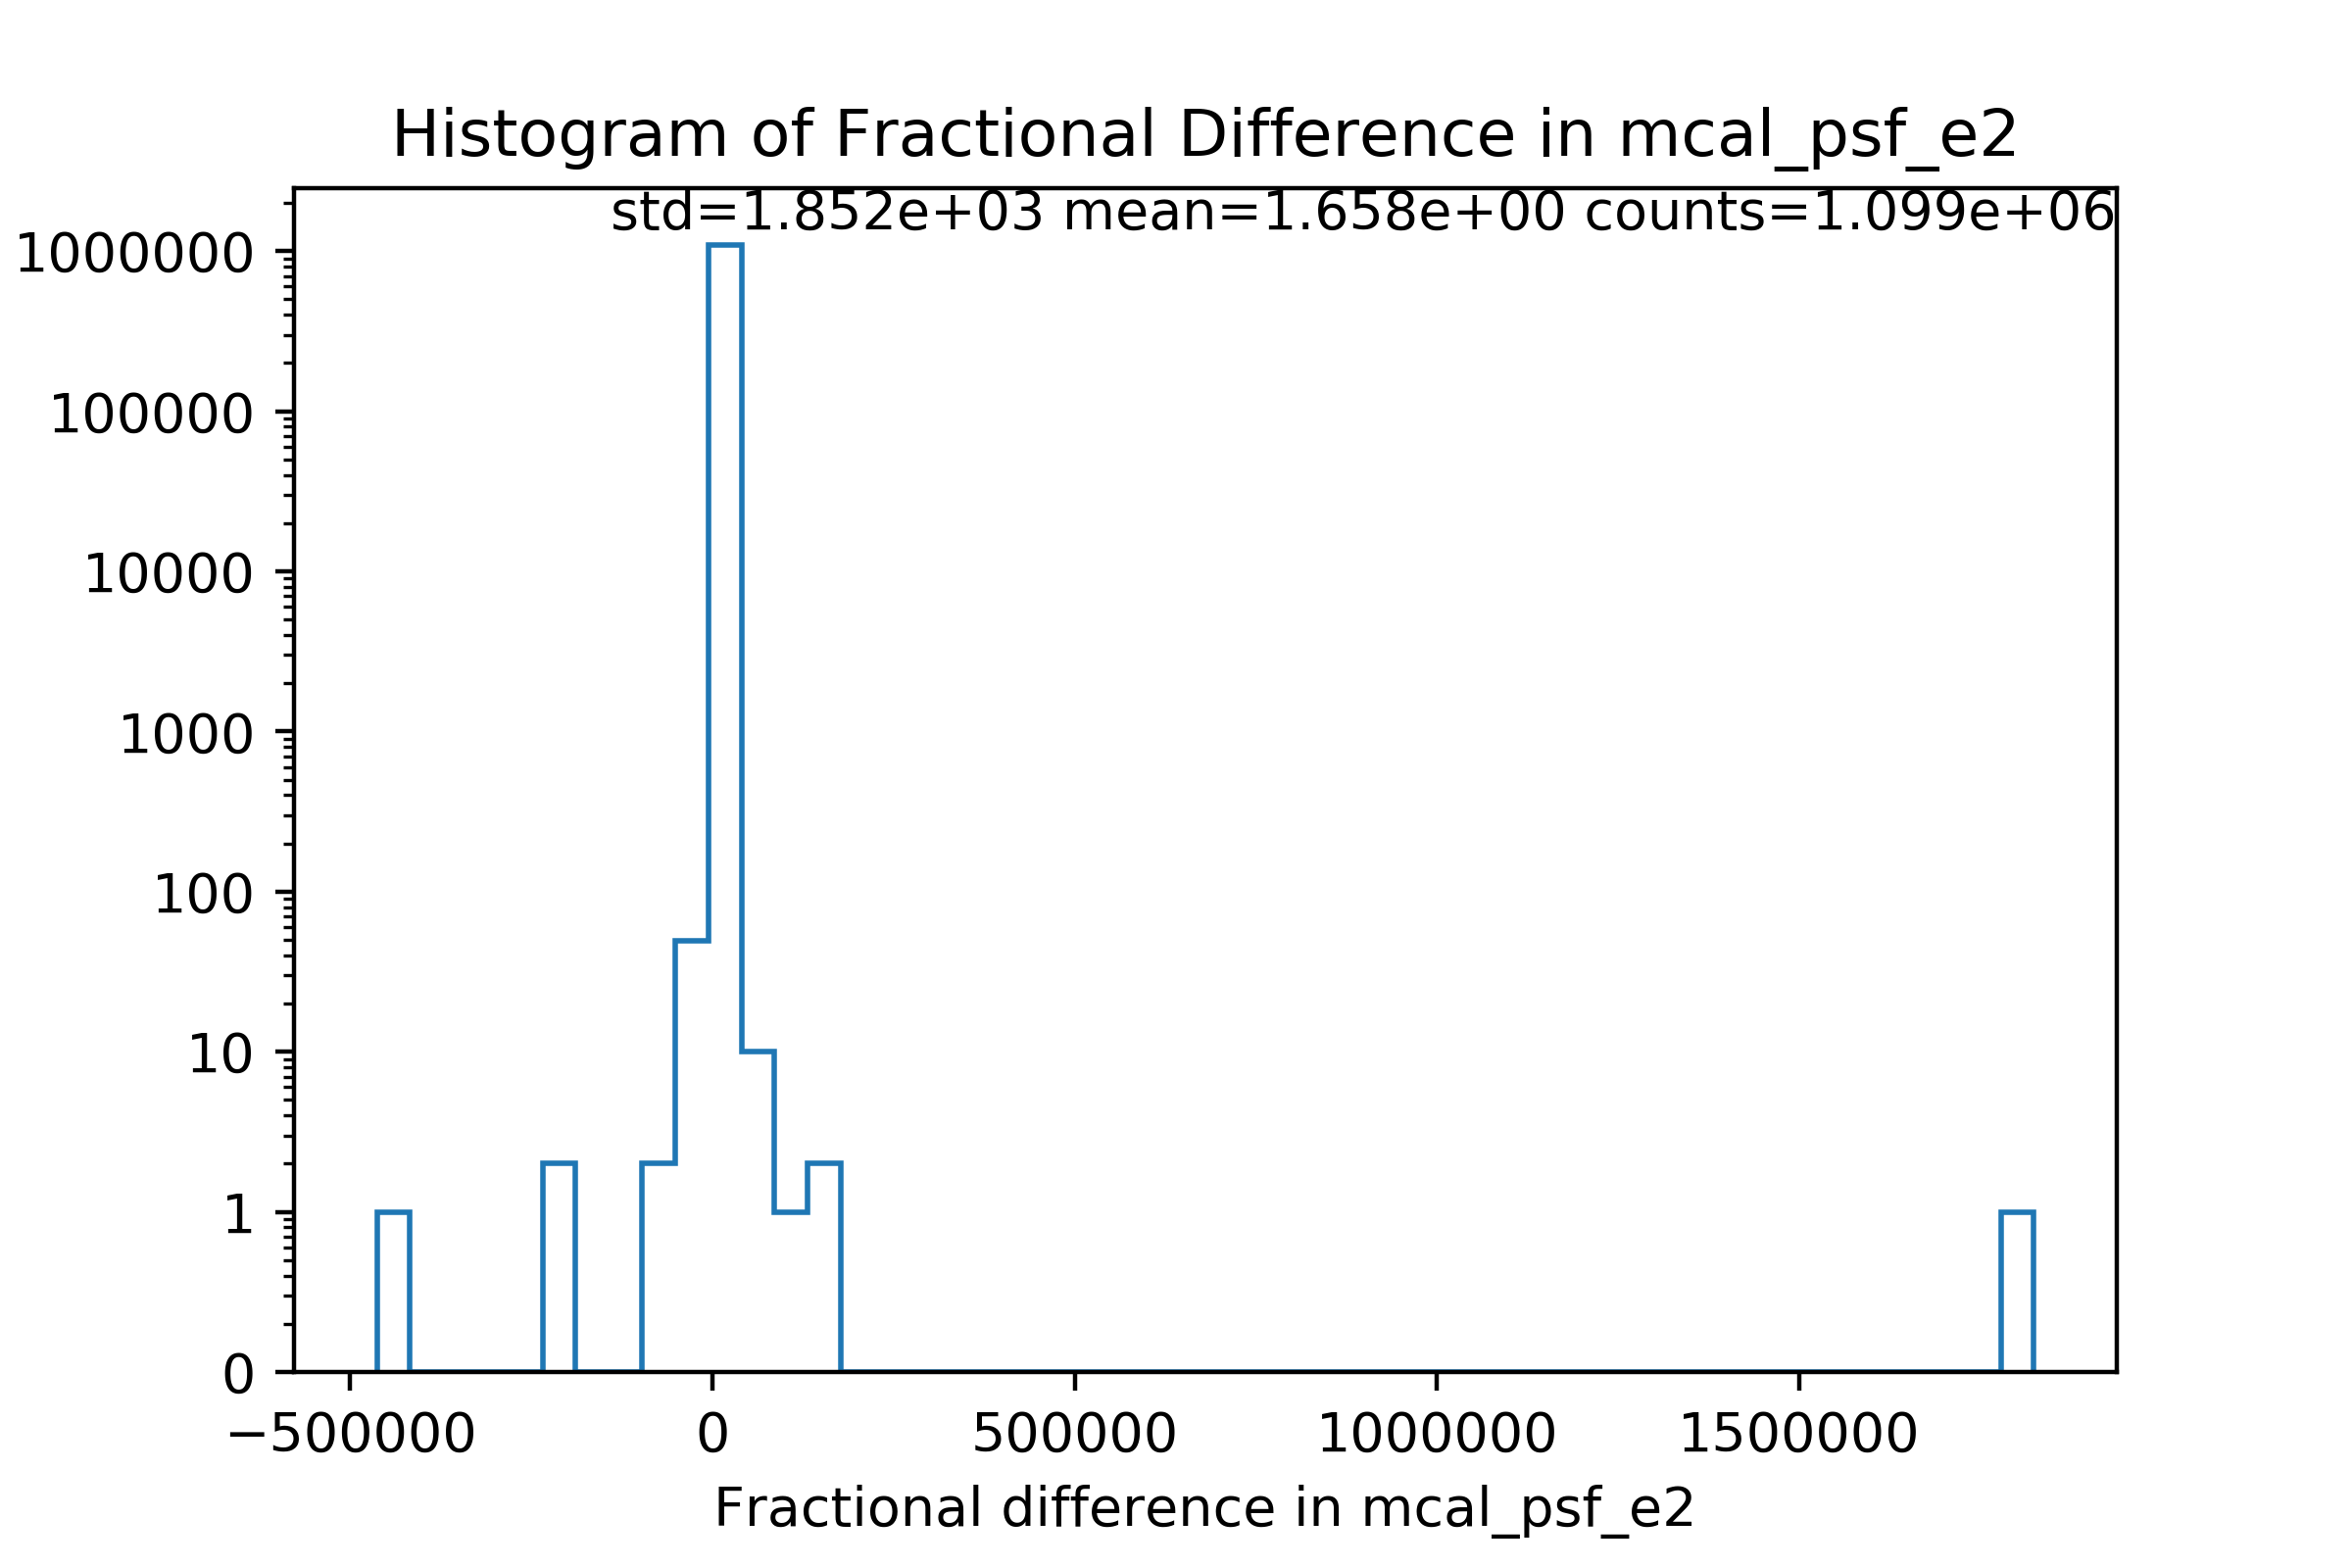 Histogram of Fractional Difference in mcal_psf_e2
std=1.852e+03 mean=1.658e+00 counts=1.099e+06
1000000
100000
10000
1000
100
10
1
0
−500000 0 500000 1000000 1500000
Fractional difference in mcal_psf_e2